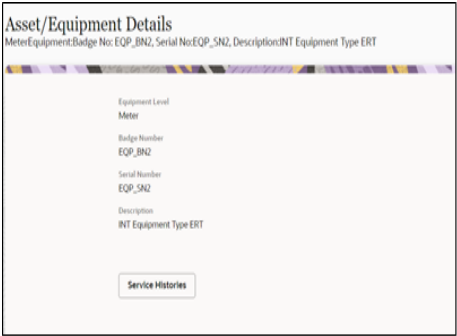 Asset/Equipment Details
MeterEquipment:Badge No: EQP_BN2, Serial No:EQP_SN2, Description:INT Equipment Type ERT
Equipment Level
Meter
Badge Number
EQP_BN2
Serial Number
EQP_SN2
Description
INT Equipment Type ERT
Service Histories